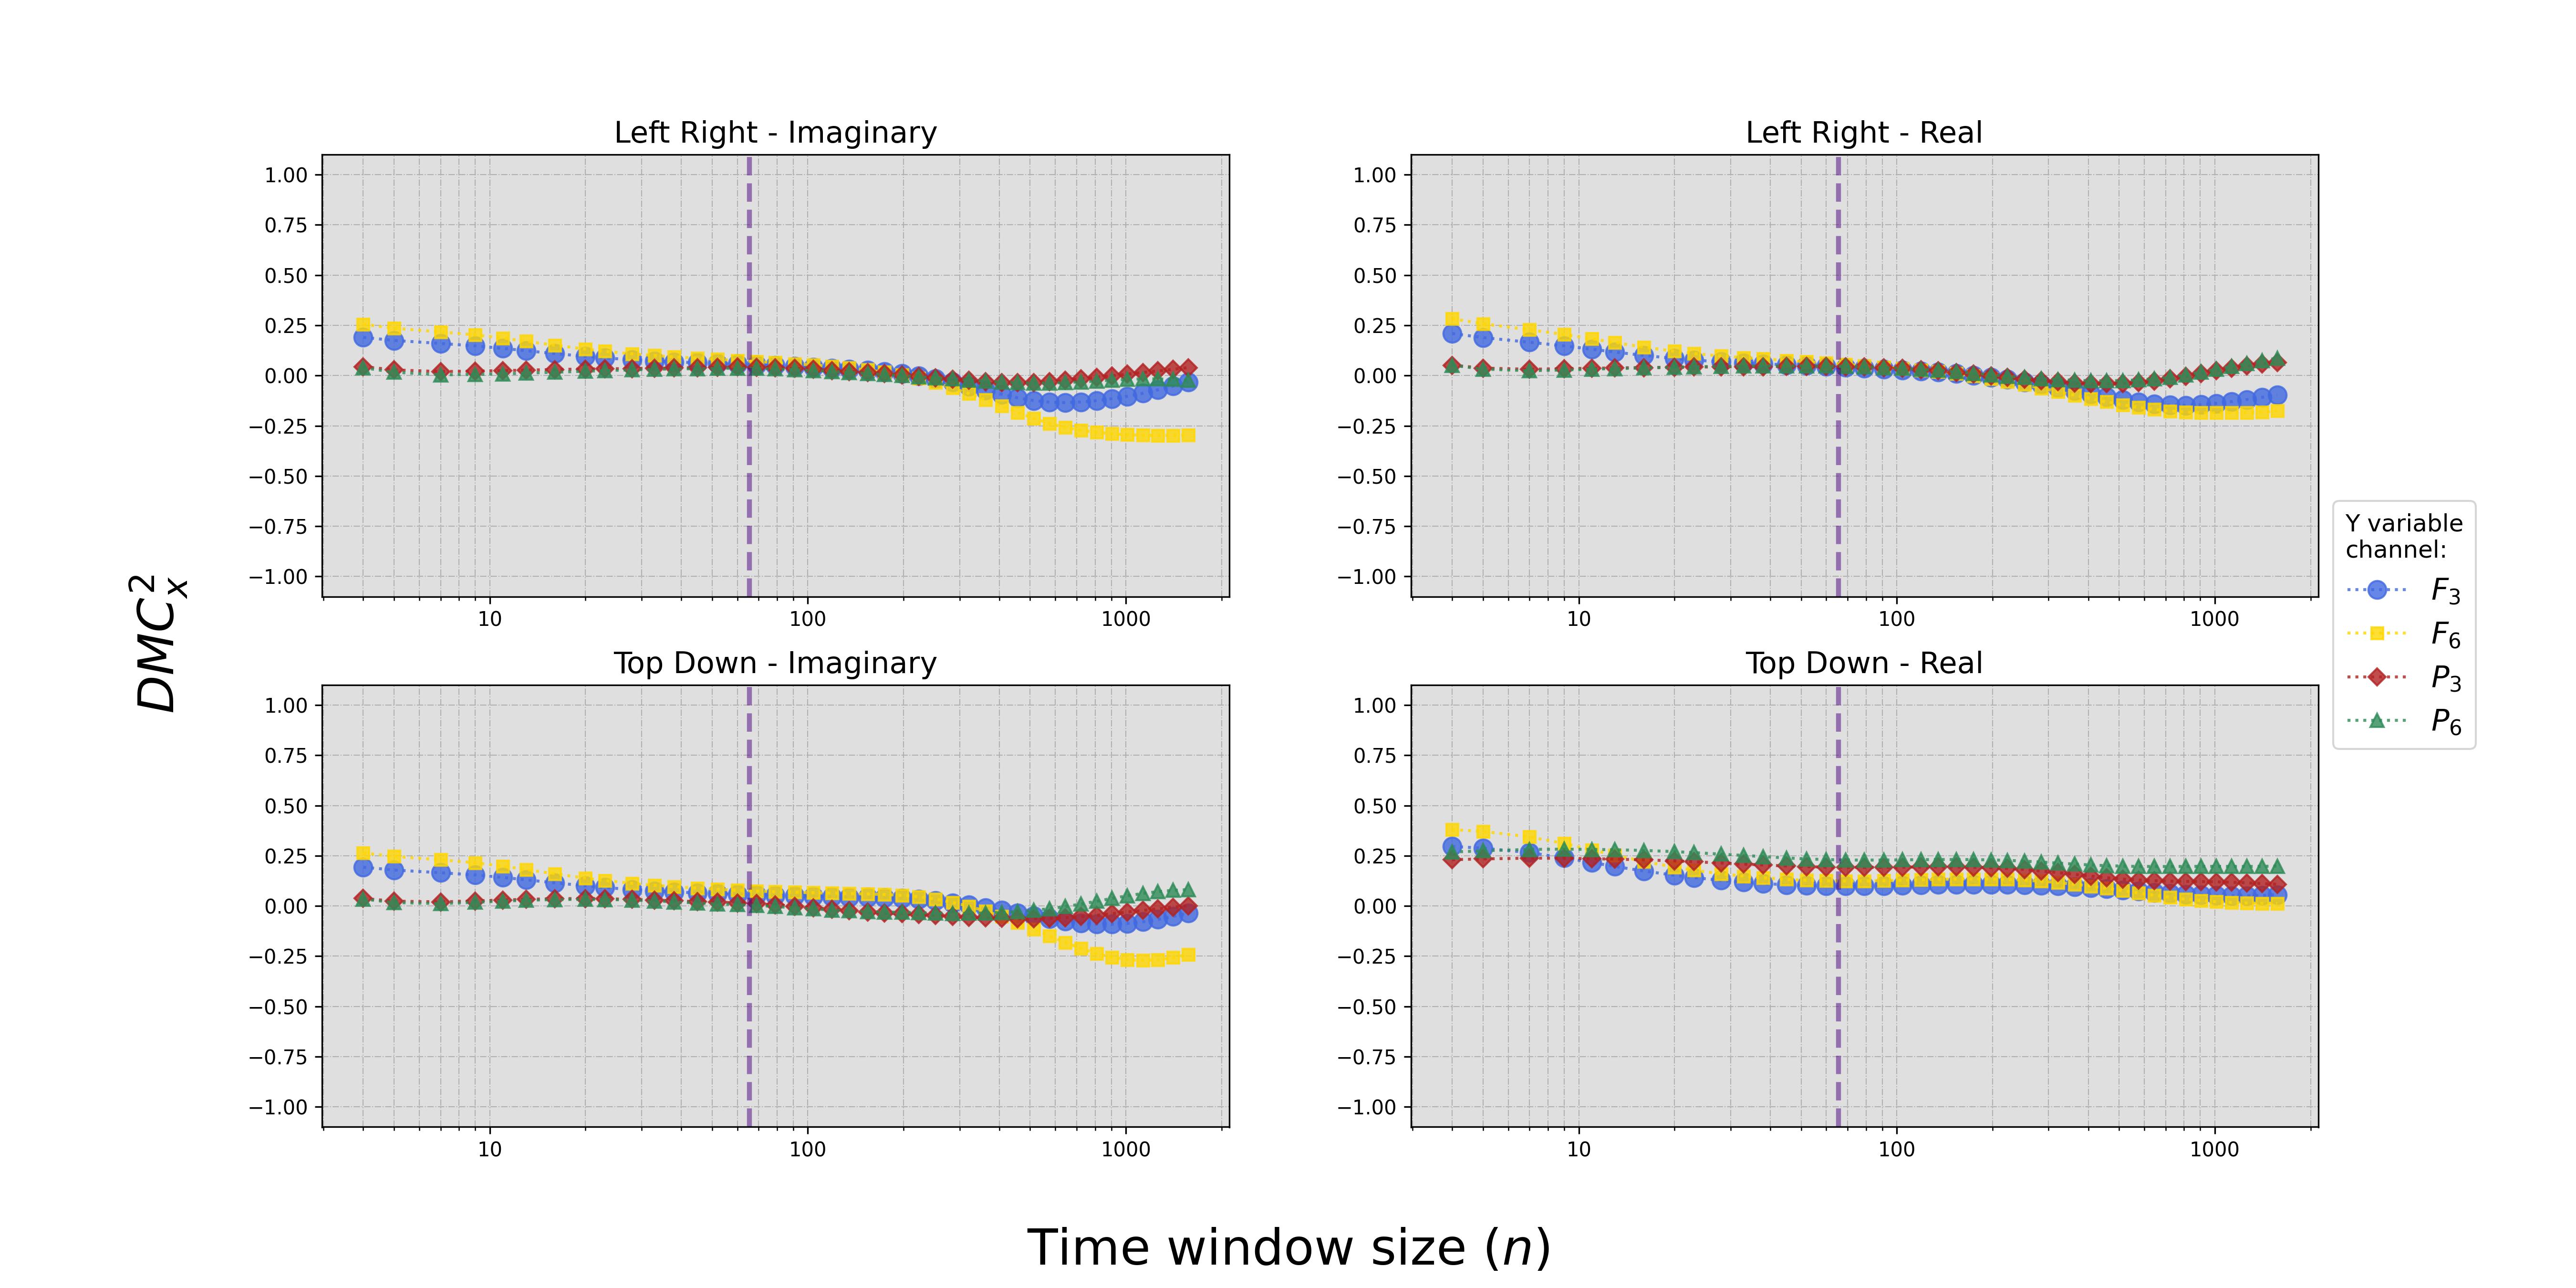 Left Right - Imaginary
1.00
0.75
0.50
0.25
0.00
−0.25
−0.50
−0.75
−1.00
10 100 1000
Left Right - Real
1.00
0.75
0.50
0.25
0.00
−0.25
−0.50
−0.75
−1.00
10 100 1000
Top Down - Imaginary
1.00
0.75
0.50
0.25
0.00
−0.25
−0.50
−0.75
−1.00
10 100 1000
Top Down - Real
1.00
0.75
0.50
0.25
0.00
−0.25
−0.50
−0.75
−1.00
10 100 1000
Y variable
channel:
F₃
F₆
P₃
P₆
DMC²ₓ
Time window size (n)